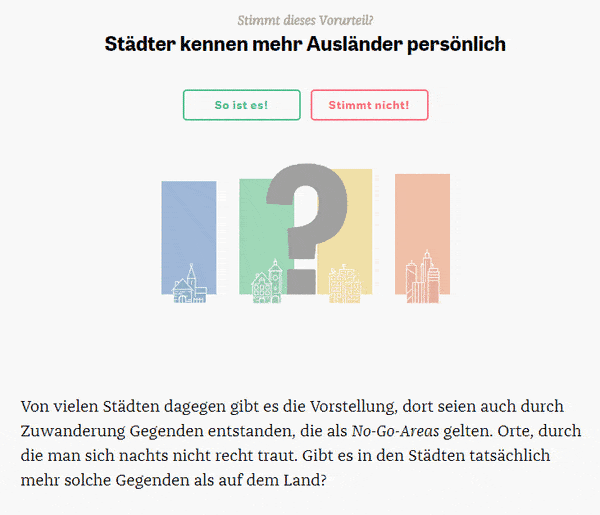 Stimmt dieses Vorurteil?
Städter kennen mehr Ausländer persönlich
So ist es!
Stimmt nicht!
?
Von vielen Städten dagegen gibt es die Vorstellung, dort seien auch durch
Zuwanderung Gegenden entstanden, die als No-Go-Areas gelten. Orte, durch
die man sich nachts nicht recht traut. Gibt es in den Städten tatsächlich
mehr solche Gegenden als auf dem Land?